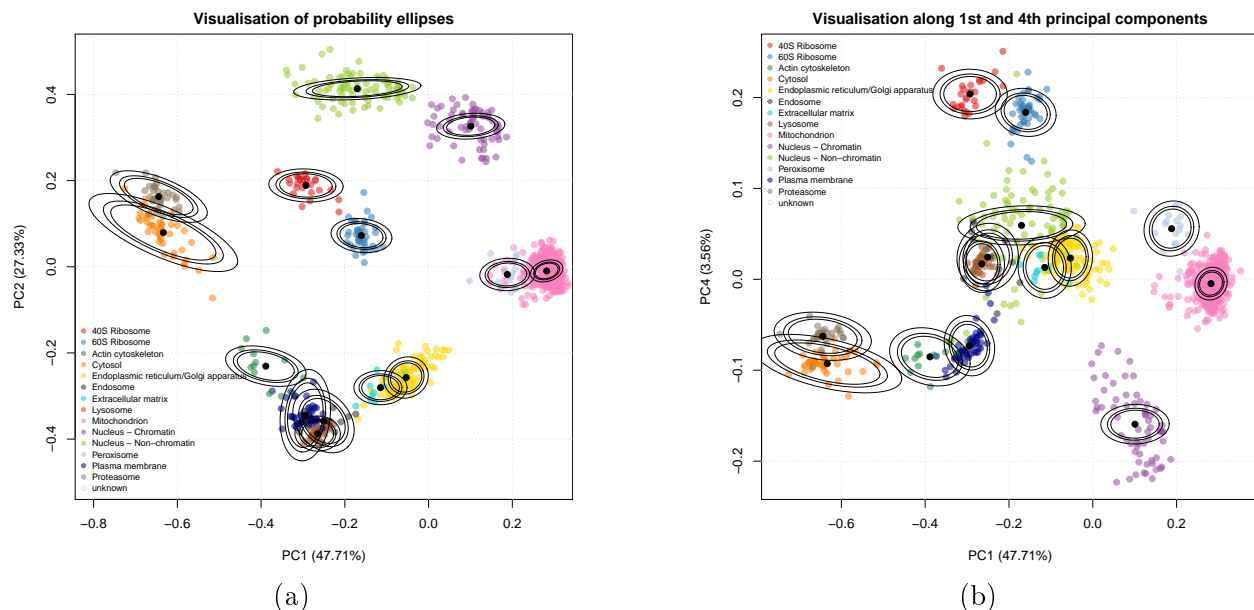 Visualisation of probability ellipses
PC2 (27.33%)
0.4
0.2
0.0
−0.2
−0.4
40S Ribosome
60S Ribosome
Actin cytoskeleton
Cytosol
Endoplasmic reticulum/Golgi apparatus
Endosome
Extracellular matrix
Lysosome
Mitochondrion
Nucleus − Chromatin
Nucleus − Non−chromatin
Peroxisome
Plasma membrane
Proteasome
unknown
−0.8 −0.6 −0.4 −0.2 0.0 0.2
PC1 (47.71%)
(a)
Visualisation along 1st and 4th principal components
PC4 (3.56%)
0.2
0.1
0.0
−0.1
−0.2
40S Ribosome
60S Ribosome
Actin cytoskeleton
Cytosol
Endoplasmic reticulum/Golgi apparatus
Endosome
Extracellular matrix
Lysosome
Mitochondrion
Nucleus − Chromatin
Nucleus − Non−chromatin
Peroxisome
Plasma membrane
Proteasome
unknown
−0.6 −0.4 −0.2 0.0 0.2
PC1 (47.71%)
(b)